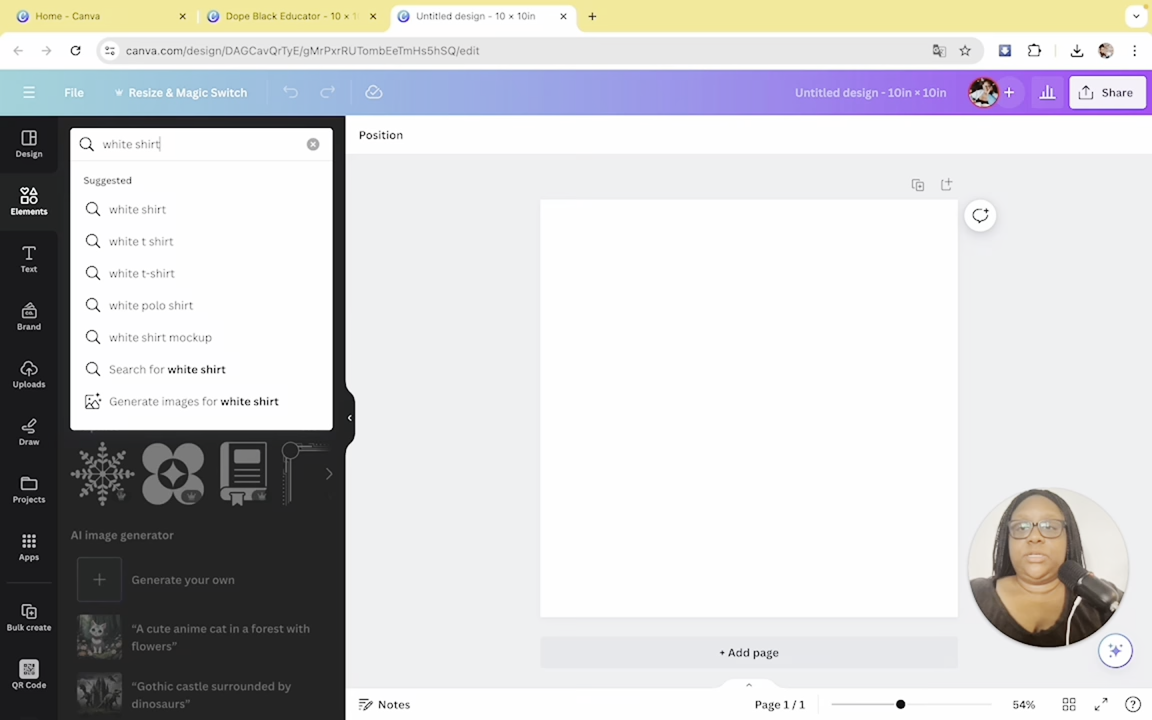 Home - Canva
Dope Black Educator - 10 × 1
Untitled design - 10 × 10in
canva.com/design/DAGCavQrTyE/gMrPxrRUTombEeTmHs5hSQ/edit
File
Resize & Magic Switch
Untitled design - 10in × 10in
Share
Design
Elements
Text
Brand
Uploads
Draw
Projects
Apps
Bulk create
QR Code
white shirt
Suggested
white shirt
white t shirt
white t-shirt
white polo shirt
white shirt mockup
Search for white shirt
Generate images for white shirt
AI image generator
Generate your own
“A cute anime cat in a forest with
flowers”
“Gothic castle surrounded by
dinosaurs”
Position
+ Add page
Notes
Page 1 / 1
54%